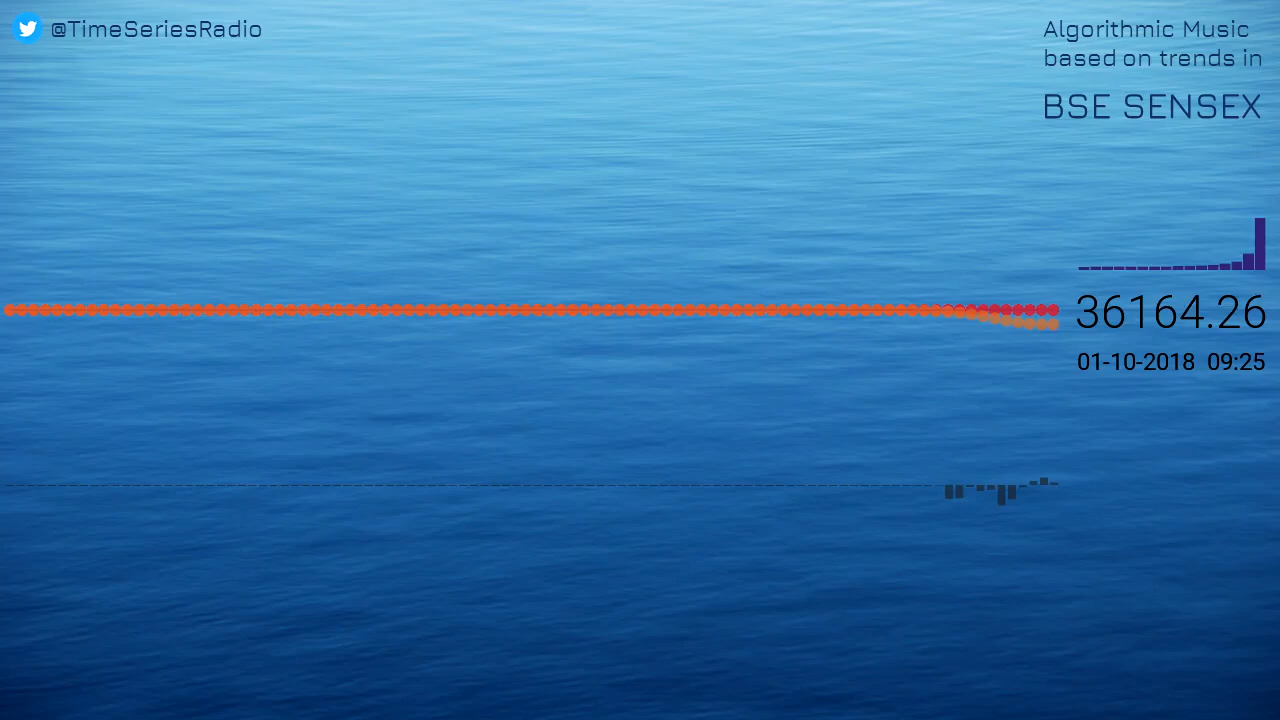 @TimeSeriesRadio
Algorithmic Music
based on trends in
BSE SENSEX
36164.26
01-10-2018 09:25